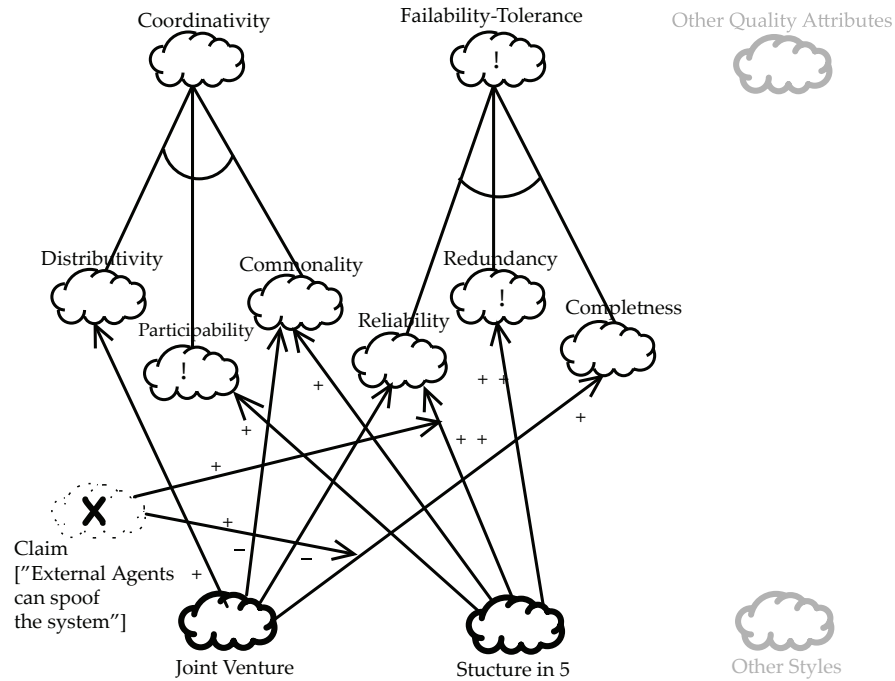 Coordinativity
Failability-Tolerance
Other Quality Attributes
!
Distributivity
Commonality
Redundancy
!
Completness
Participability
!
Reliability
+
+ +
+
+
+ +
+
X
+
–
–
+
Claim
[”External Agents
can spoof
the system”]
Joint Venture
Stucture in 5
Other Styles